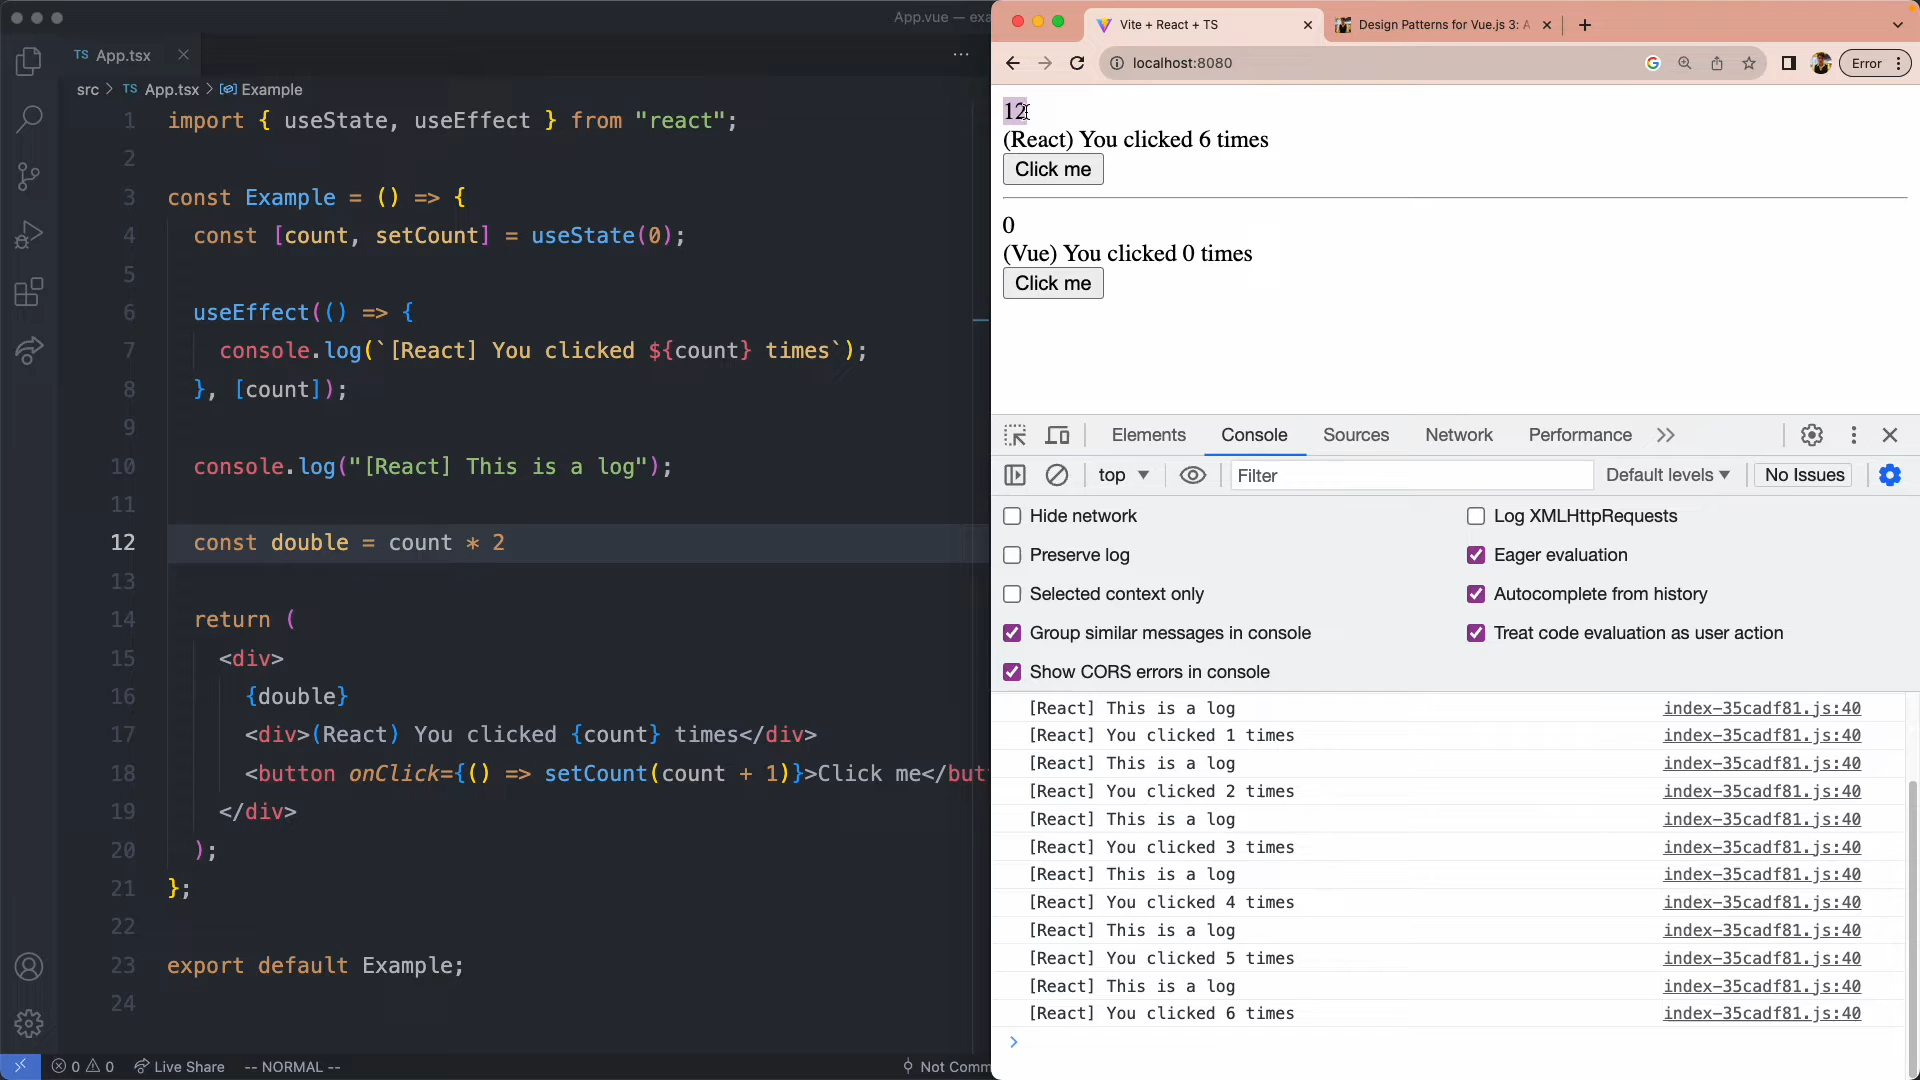 App.vue — exa
TS App.tsx
src > TS App.tsx > Example
1 import { useState, useEffect } from "react";
2
3 const Example = () => {
4 const [count, setCount] = useState(0);
5
6 useEffect(() => {
7 console.log(`[React] You clicked ${count} times`);
8 }, [count]);
9
10 console.log("[React] This is a log");
11
12 const double = count * 2
13
14 return (
15 <div>
16 {double}
17 <div>(React) You clicked {count} times</div>
18 <button onClick={() => setCount(count + 1)}>Click me</but
19 </div>
20 );
21 };
22
23 export default Example;
24
0 0 Live Share -- NORMAL -- Not Comm
Vite + React + TS
Design Patterns for Vue.js 3: A
localhost:8080
Error
12
(React) You clicked 6 times
Click me
0
(Vue) You clicked 0 times
Click me
Elements Console Sources Network Performance
top Filter Default levels No Issues
Hide network
Log XMLHttpRequests
Preserve log
Eager evaluation
Selected context only
Autocomplete from history
Group similar messages in console
Treat code evaluation as user action
Show CORS errors in console
[React] This is a log index-35cadf81.js:40
[React] You clicked 1 times index-35cadf81.js:40
[React] This is a log index-35cadf81.js:40
[React] You clicked 2 times index-35cadf81.js:40
[React] This is a log index-35cadf81.js:40
[React] You clicked 3 times index-35cadf81.js:40
[React] This is a log index-35cadf81.js:40
[React] You clicked 4 times index-35cadf81.js:40
[React] This is a log index-35cadf81.js:40
[React] You clicked 5 times index-35cadf81.js:40
[React] This is a log index-35cadf81.js:40
[React] You clicked 6 times index-35cadf81.js:40